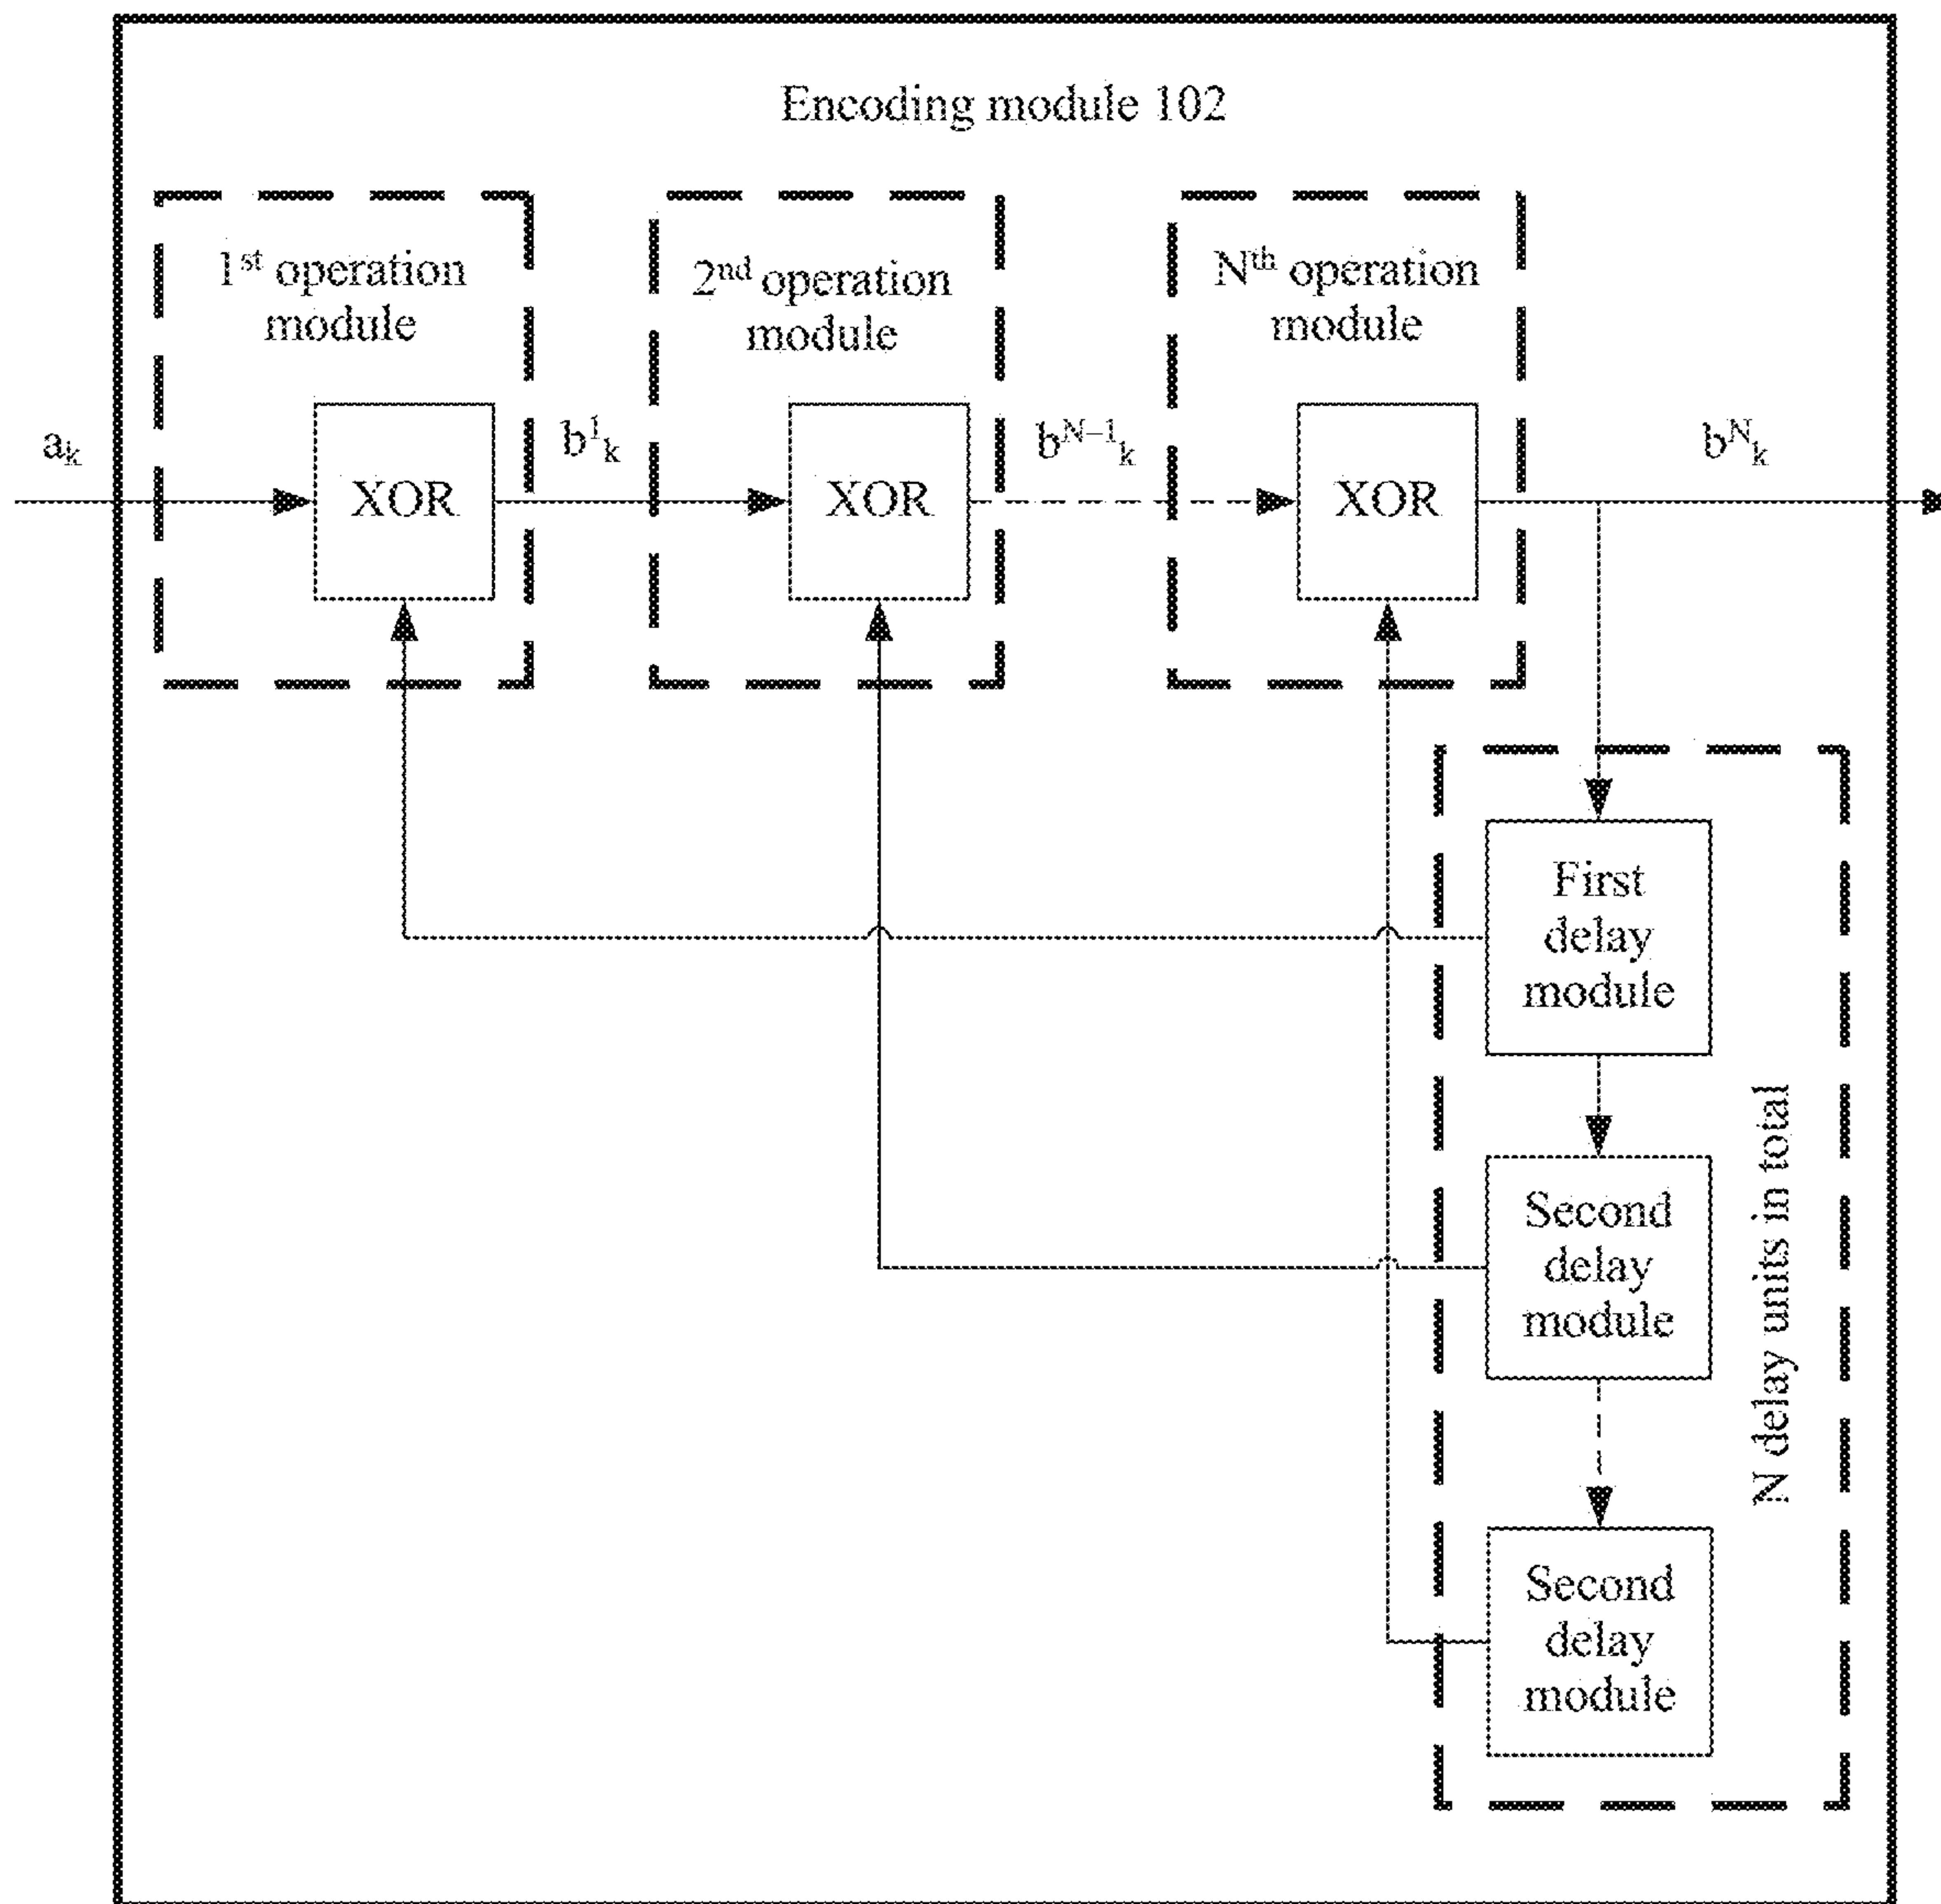 Encoding module 102
1st operation
module
2nd operation
module
Nth operation
module
ak
XOR
b1k
XOR
bN−1k
XOR
bNk
First
delay
module
Second
delay
module
Second
delay
module
N delay units in total